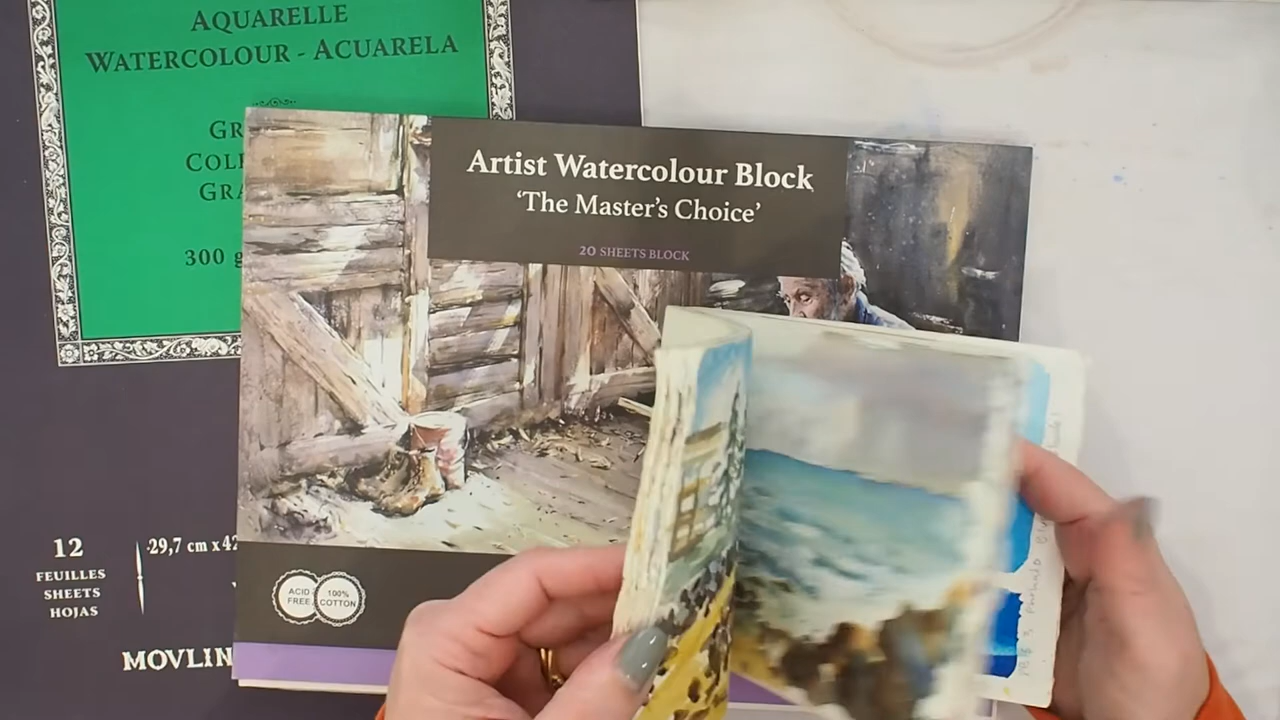 AQUARELLE
WATERCOLOUR - ACUARELA
300 g
12
FEUILLES
SHEETS
HOJAS
29,7 cm x 42
Artist Watercolour Block
‘The Master’s Choice’
20 SHEETS BLOCK
ACID FREE
100% COTTON